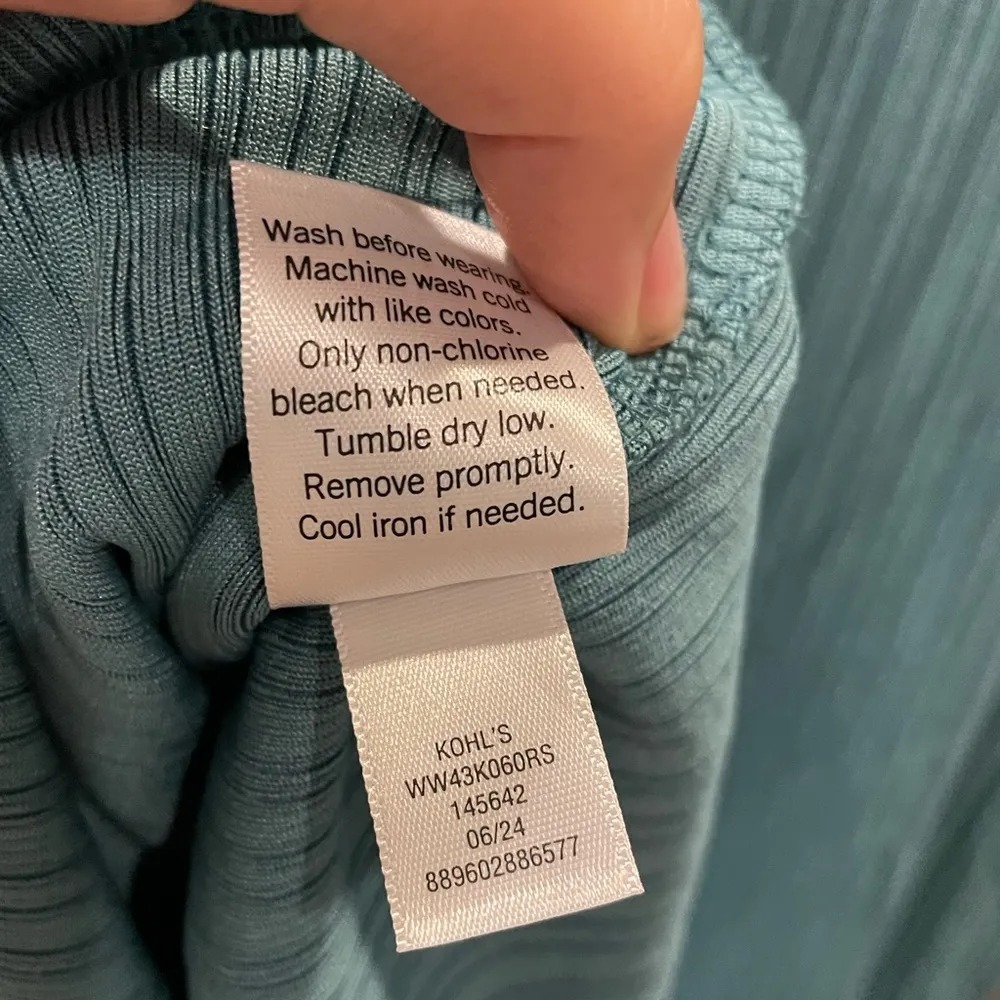 Wash before wearing.
Machine wash cold
with like colors.
Only non-chlorine
bleach when needed.
Tumble dry low.
Remove promptly.
Cool iron if needed.
KOHL'S
WW43K060RS
145642
06/24
889602886577